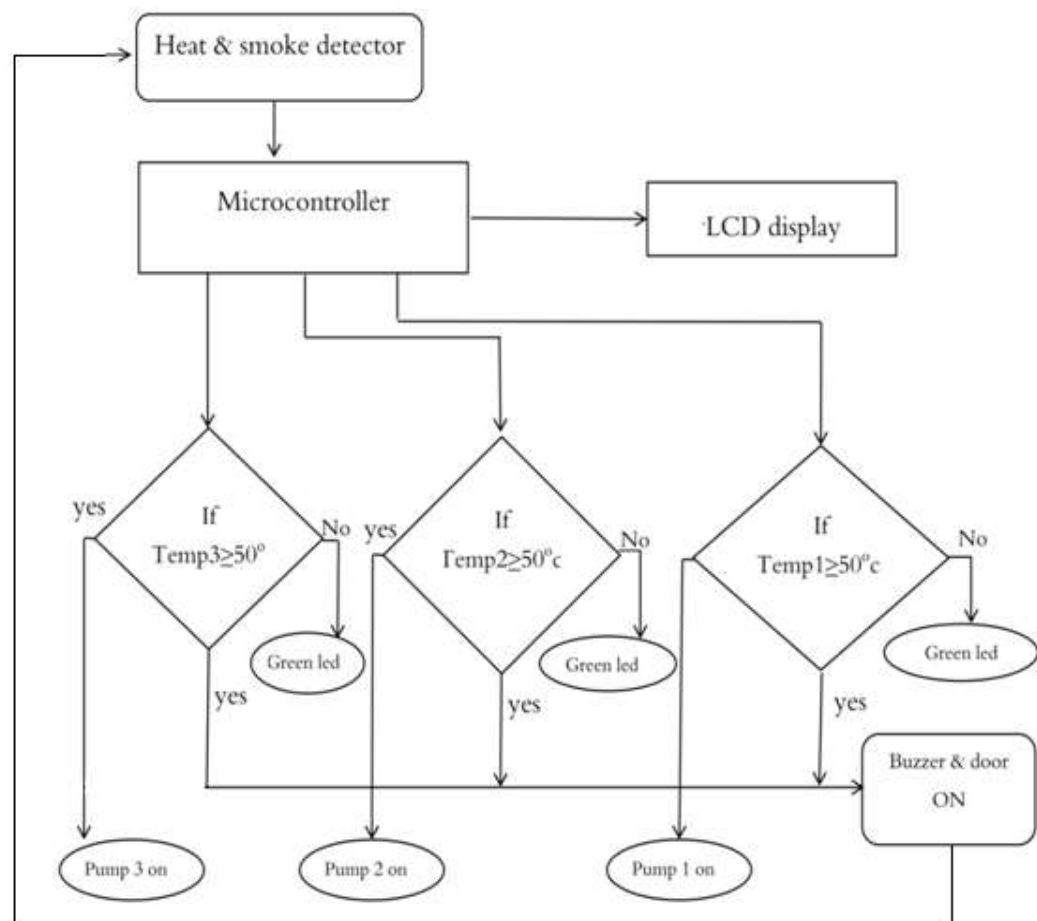 Heat & smoke detector
Microcontroller
LCD display
yes
If
Temp3≥50°
No
yes
If
Temp2≥50°c
No
If
Temp1≥50°c
No
Green led
Green led
Green led
yes
yes
yes
Buzzer & door
ON
Pump 3 on
Pump 2 on
Pump 1 on